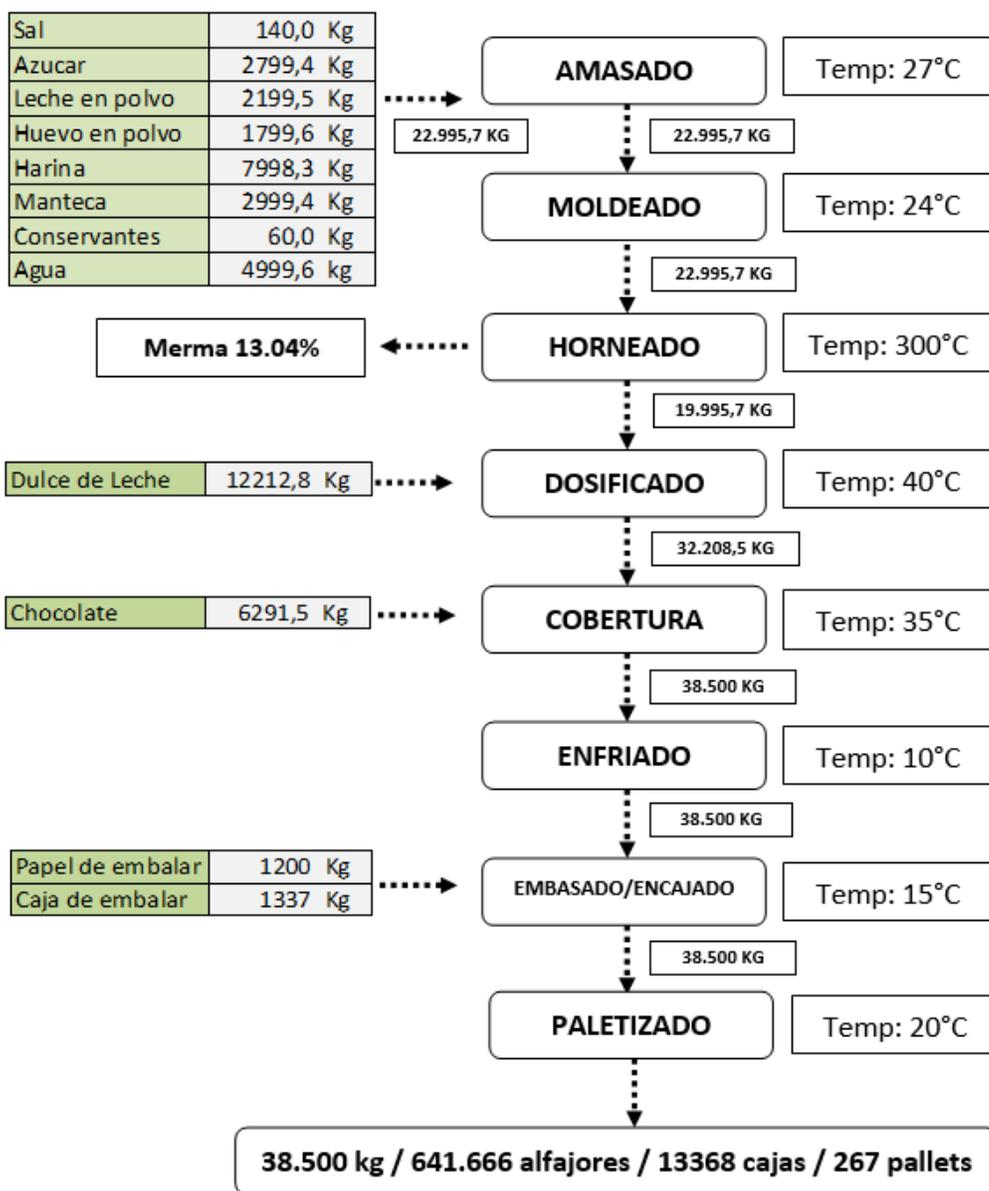 Sal 140,0 Kg
Azucar 2799,4 Kg
Leche en polvo 2199,5 Kg
Huevo en polvo 1799,6 Kg
Harina 7998,3 Kg
Manteca 2999,4 Kg
Conservantes 60,0 Kg
Agua 4999,6 kg
22.995,7 KG
AMASADO
Temp: 27°C
22.995,7 KG
MOLDEADO
Temp: 24°C
22.995,7 KG
Merma 13.04%
HORNEADO
Temp: 300°C
19.995,7 KG
Dulce de Leche 12212,8 Kg
DOSIFICADO
Temp: 40°C
32.208,5 KG
Chocolate 6291,5 Kg
COBERTURA
Temp: 35°C
38.500 KG
ENFRIADO
Temp: 10°C
38.500 KG
Papel de embalar 1200 Kg
Caja de embalar 1337 Kg
EMBASADO/ENCAJADO
Temp: 15°C
38.500 KG
PALETIZADO
Temp: 20°C
38.500 kg / 641.666 alfajores / 13368 cajas / 267 pallets